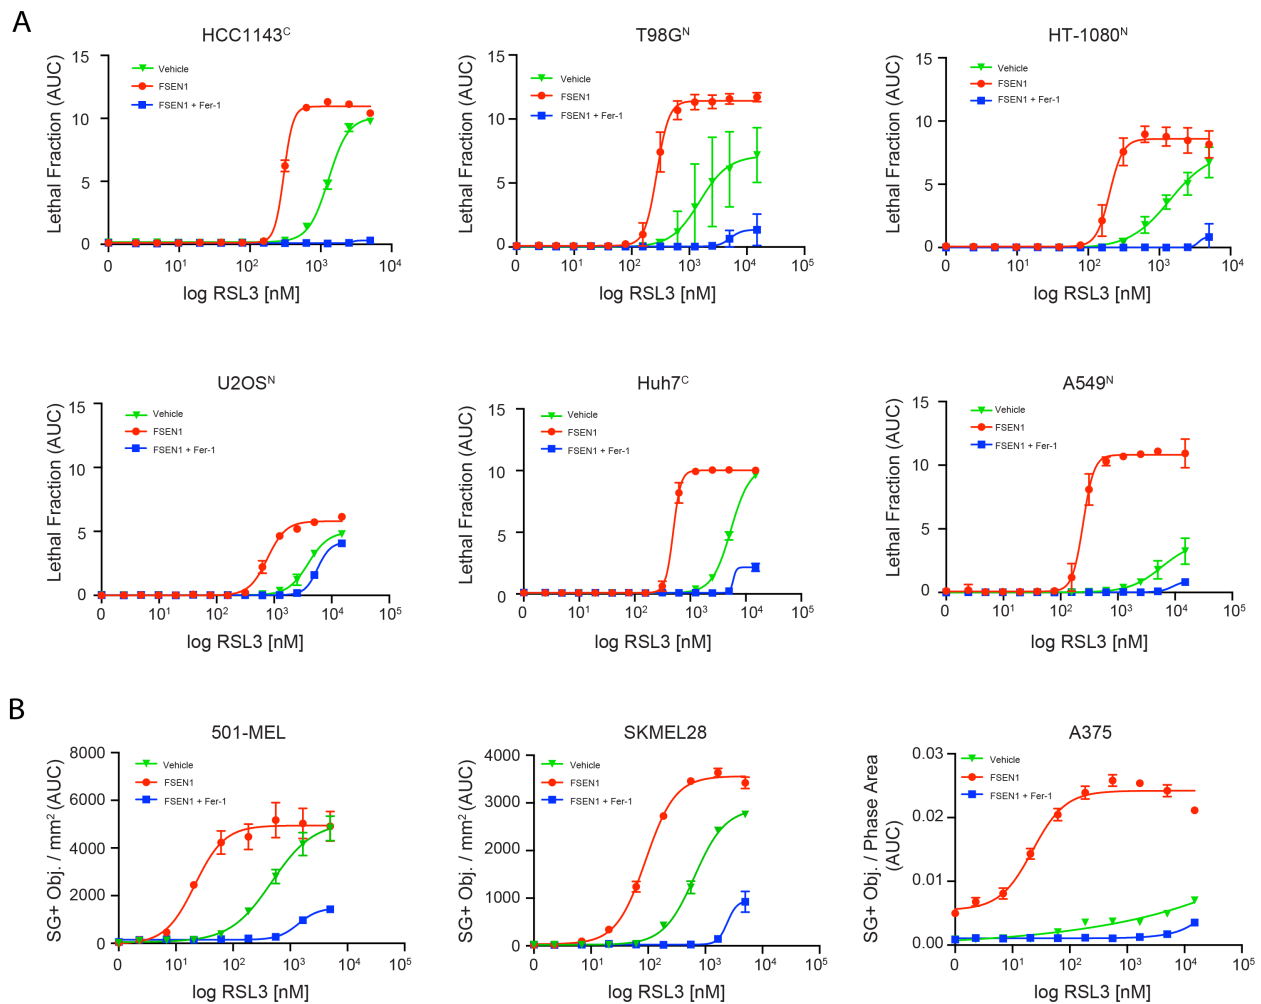 A
HCC1143ᶜ
15
10
5
0
Lethal Fraction (AUC)
Vehicle
FSEN1
FSEN1 + Fer-1
0 10¹ 10² 10³ 10⁴
log RSL3 [nM]
T98Gᴺ
15
10
5
0
Lethal Fraction (AUC)
Vehicle
FSEN1
FSEN1 + Fer-1
0 10¹ 10² 10³ 10⁴ 10⁵
log RSL3 [nM]
HT-1080ᴺ
15
10
5
0
Lethal Fraction (AUC)
Vehicle
FSEN1
FSEN1 + Fer-1
0 10¹ 10² 10³ 10⁴
log RSL3 [nM]
U2OSᴺ
15
10
5
0
Lethal Fraction (AUC)
Vehicle
FSEN1
FSEN1 + Fer-1
0 10¹ 10² 10³ 10⁴ 10⁵
log RSL3 [nM]
Huh7ᶜ
15
10
5
0
Lethal Fraction (AUC)
Vehicle
FSEN1
FSEN1 + Fer-1
0 10¹ 10² 10³ 10⁴ 10⁵
log RSL3 [nM]
A549ᴺ
15
10
5
0
Lethal Fraction (AUC)
Vehicle
FSEN1
FSEN1 + Fer-1
0 10¹ 10² 10³ 10⁴ 10⁵
log RSL3 [nM]
B
501-MEL
8000
6000
4000
2000
0
SG+ Obj. / mm² (AUC)
Vehicle
FSEN1
FSEN1 + Fer-1
0 10¹ 10² 10³ 10⁴ 10⁵
log RSL3 [nM]
SKMEL28
4000
3000
2000
1000
0
SG+ Obj. / mm² (AUC)
Vehicle
FSEN1
FSEN1 + Fer-1
0 10¹ 10² 10³ 10⁴ 10⁵
log RSL3 [nM]
A375
0.03
0.02
0.01
0.00
SG+ Obj. / Phase Area
(AUC)
Vehicle
FSEN1
FSEN1 + Fer-1
0 10¹ 10² 10³ 10⁴ 10⁵
log RSL3 [nM]